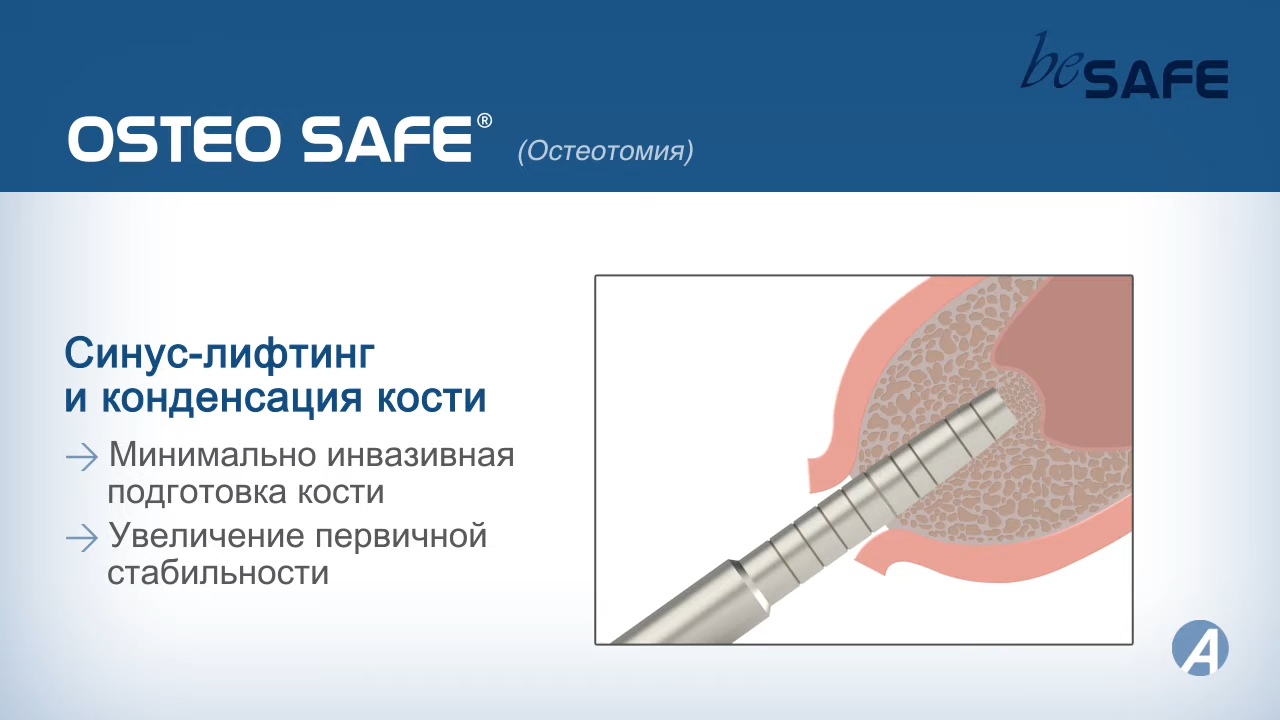 beSAFE
OSTEO SAFE® (Остеотомия)
Синус-лифтинг
и конденсация кости
→ Минимально инвазивная
подготовка кости
→ Увеличение первичной
стабильности
A